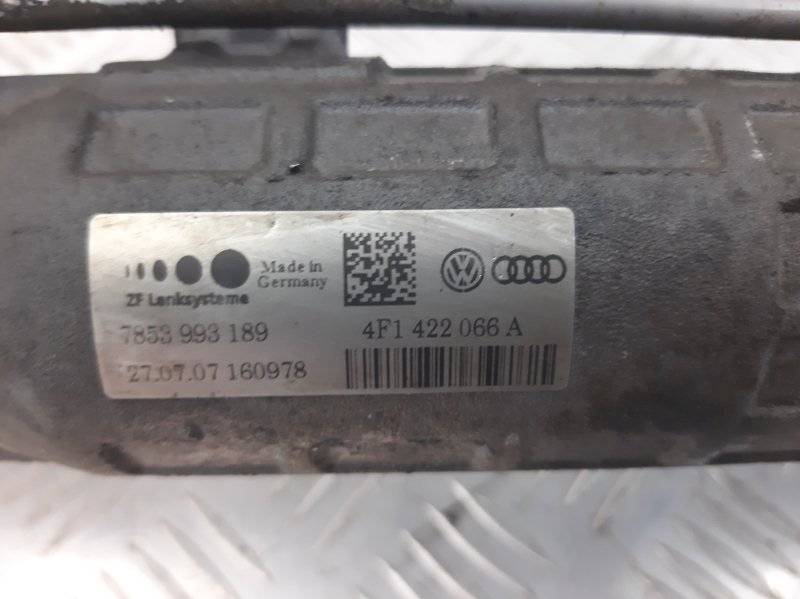 Made in
Germany
ZF Lenksysteme
7853 993 189
27.07.07 160978
4F1 422 066 A